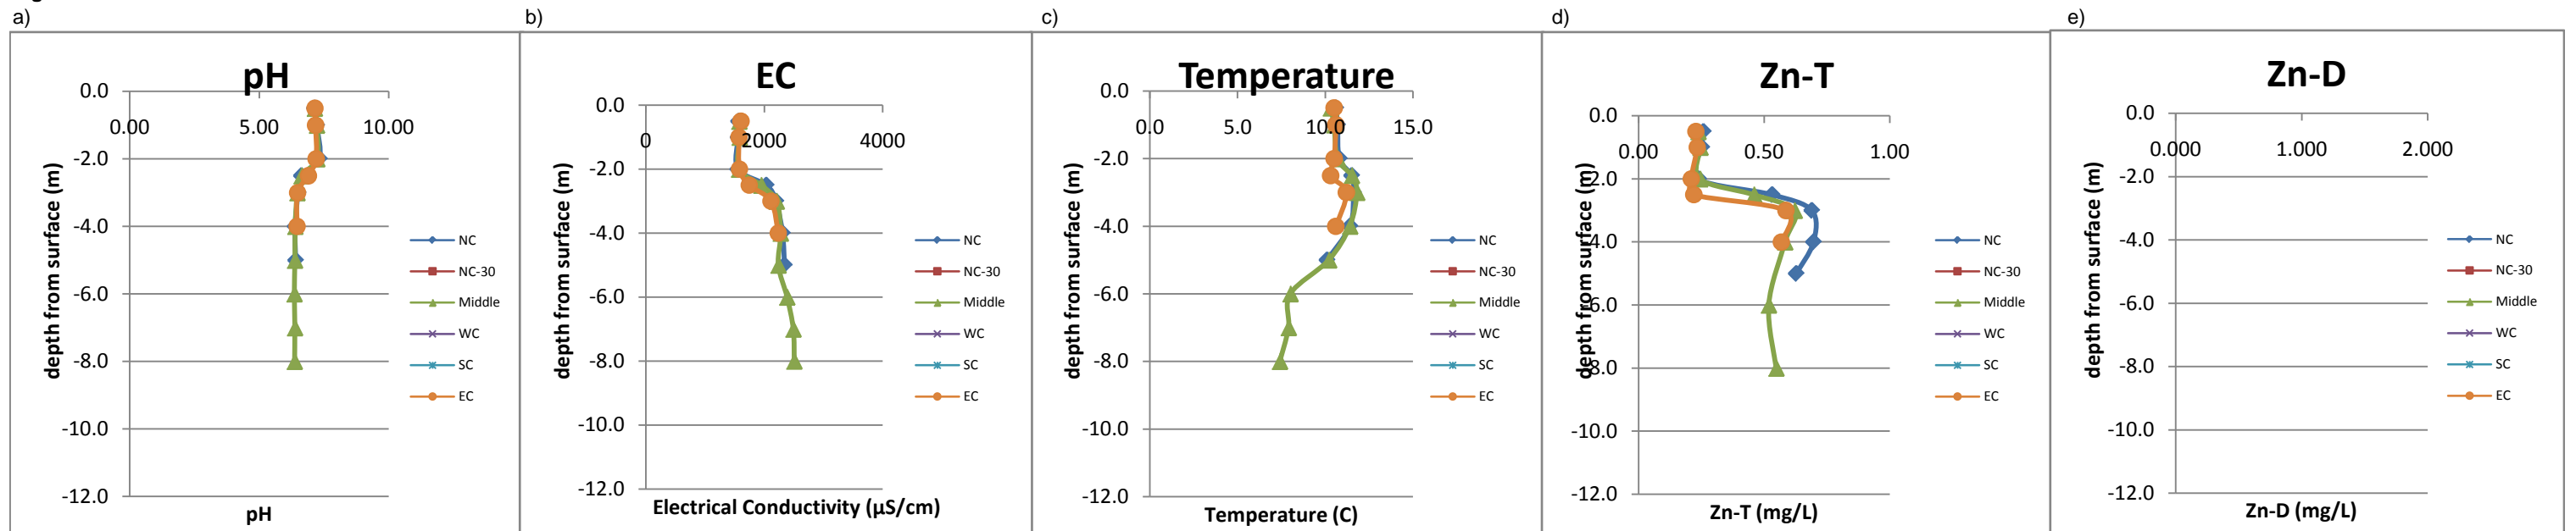 a)
pH
0.0
0.00 5.00 10.00
-2.0
-4.0
-6.0
-8.0
-10.0
-12.0
depth from surface (m)
pH
NC
NC-30
Middle
WC
SC
EC
b)
EC
0.0
0 2000 4000
-2.0
-4.0
-6.0
-8.0
-10.0
-12.0
depth from surface (m)
Electrical Conductivity (µS/cm)
NC
NC-30
Middle
WC
SC
EC
c)
Temperature
0.0
0.0 5.0 10.0 15.0
-2.0
-4.0
-6.0
-8.0
-10.0
-12.0
depth from surface (m)
Temperature (C)
NC
NC-30
Middle
WC
SC
EC
d)
Zn-T
0.0
0.00 0.50 1.00
-2.0
-4.0
-6.0
-8.0
-10.0
-12.0
depth from surface (m)
Zn-T (mg/L)
NC
NC-30
Middle
WC
SC
EC
e)
Zn-D
0.0
0.000 1.000 2.000
-2.0
-4.0
-6.0
-8.0
-10.0
-12.0
depth from surface (m)
Zn-D (mg/L)
NC
NC-30
Middle
WC
SC
EC